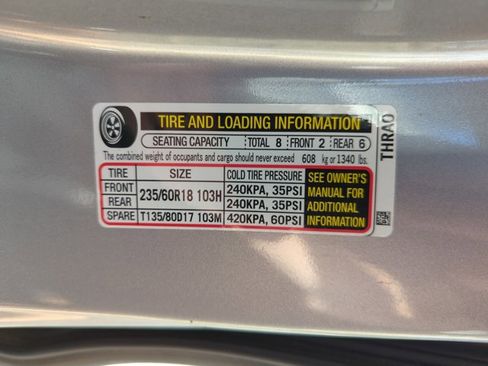 TIRE AND LOADING INFORMATION
SEATING CAPACITY :TOTAL 8 :FRONT 2 :REAR 6
The combined weight of occupants and cargo should never exceed 608 kg or 1340 lbs.
TIRE SIZE COLD TIRE PRESSURE
FRONT 235/60R18 103H 240KPA, 35PSI
REAR 240KPA, 35PSI
SPARE T135/80D17 103M 420KPA, 60PSI
SEE OWNER'S
MANUAL FOR
ADDITIONAL
INFORMATION
THRA0